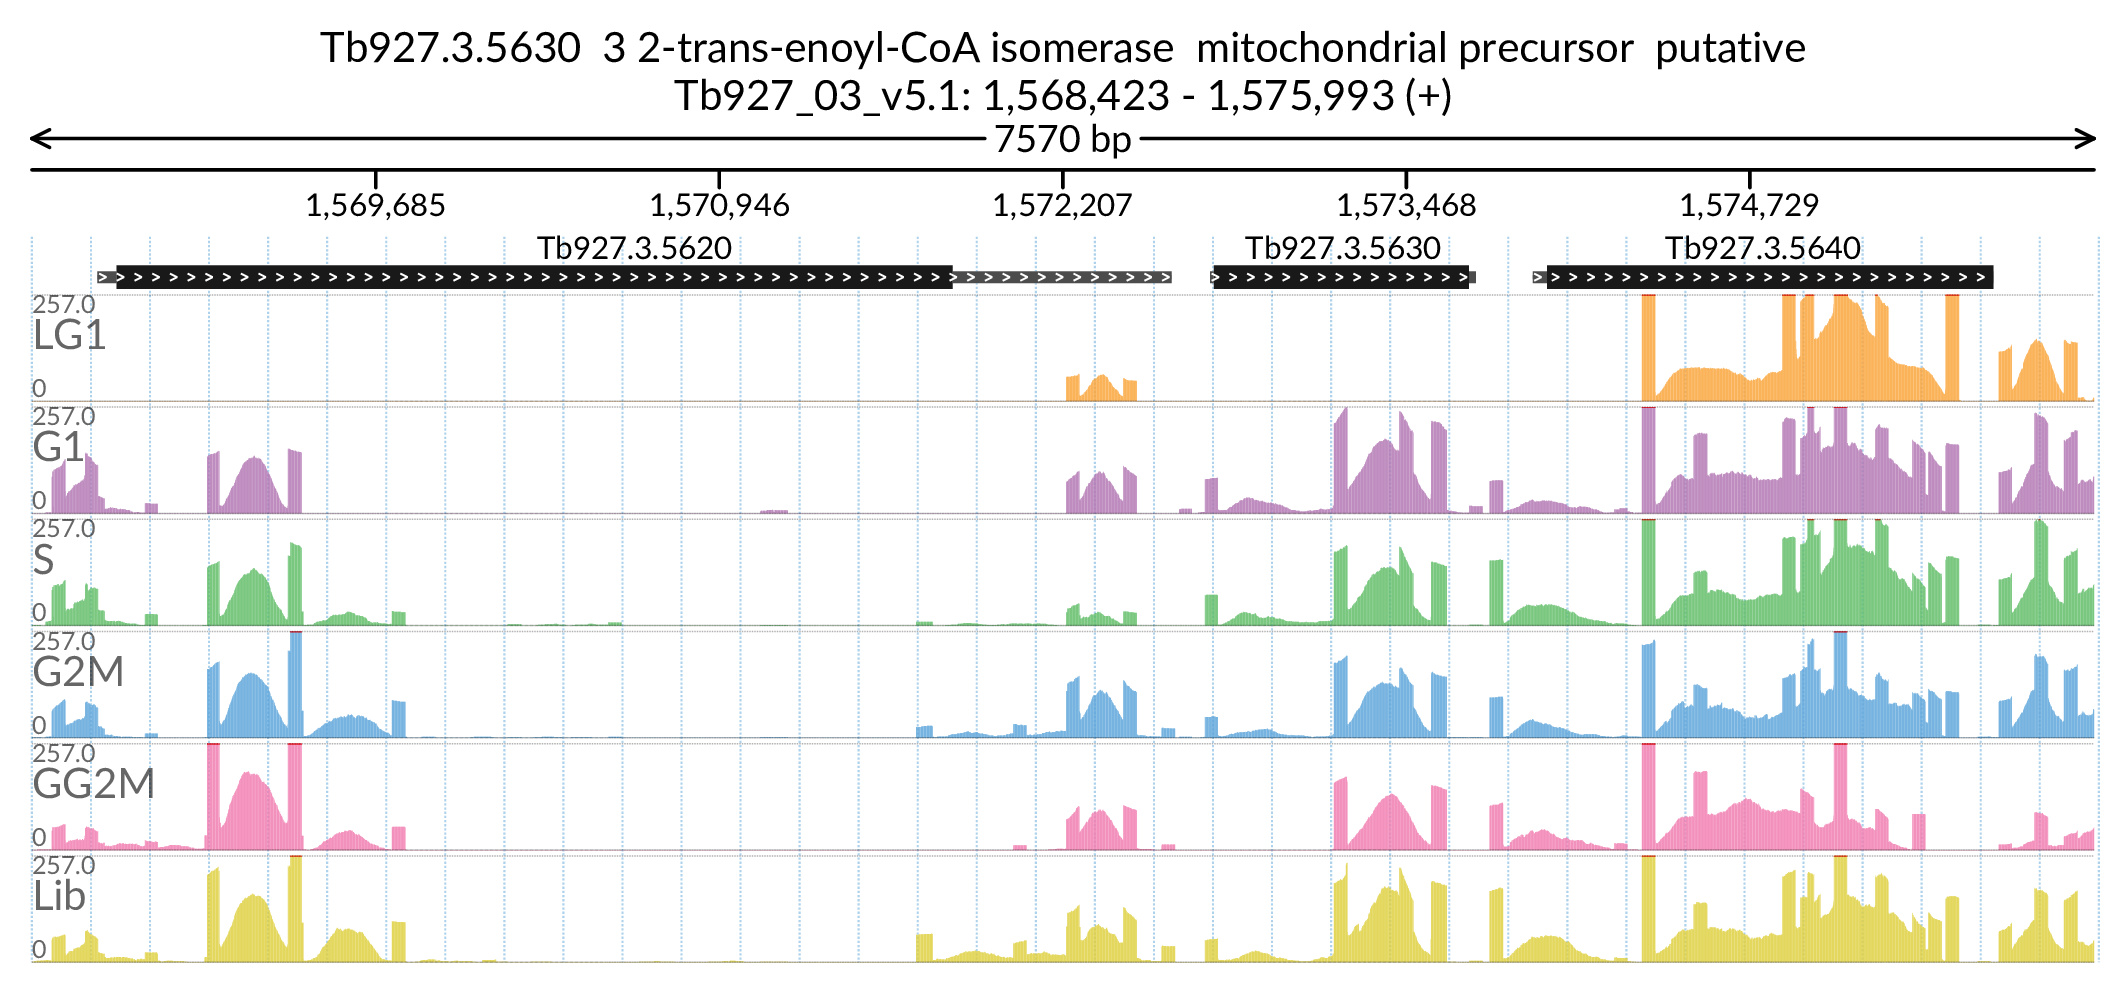 Tb927.3.5630 3 2-trans-enoyl-CoA isomerase mitochondrial precursor putative
Tb927_03_v5.1: 1,568,423 - 1,575,993 (+)
7570 bp
1,569,685 1,570,946 1,572,207 1,573,468 1,574,729
Tb927.3.5620 Tb927.3.5630 Tb927.3.5640
257.0
LG1
0
257.0
G1
0
257.0
S
0
257.0
G2M
0
257.0
GG2M
0
257.0
Lib
0